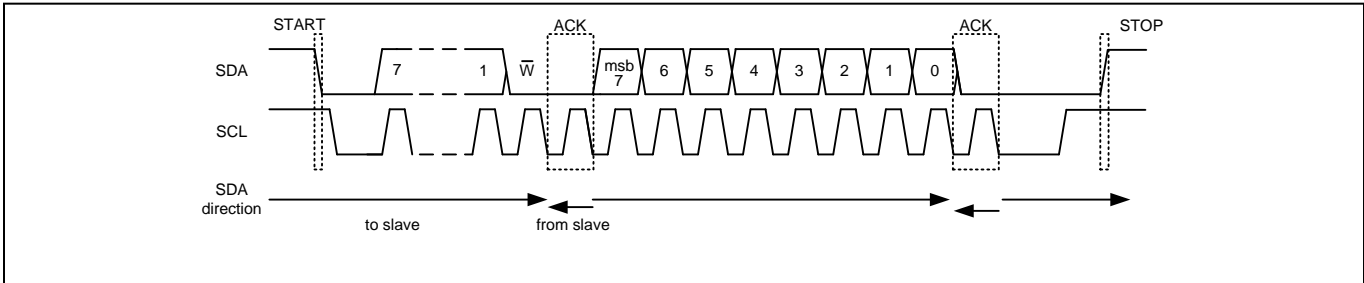 START ACK ACK STOP
SDA 7 1 W̅ msb 7 6 5 4 3 2 1 0
SCL
SDA direction
to slave from slave